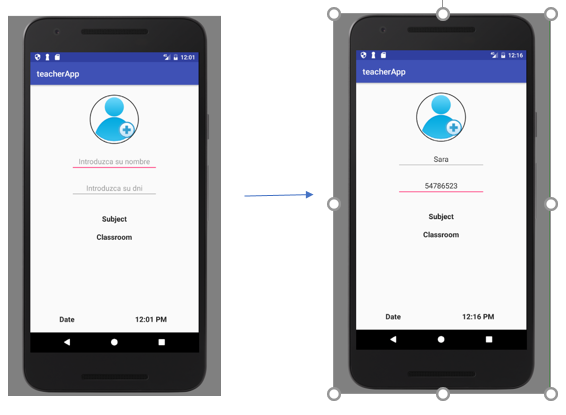 12:01
teacherApp
Introduzca su nombre
Introduzca su dni
Subject
Classroom
Date 12:01 PM
12:16
teacherApp
Sara
54786523
Subject
Classroom
Date 12:16 PM